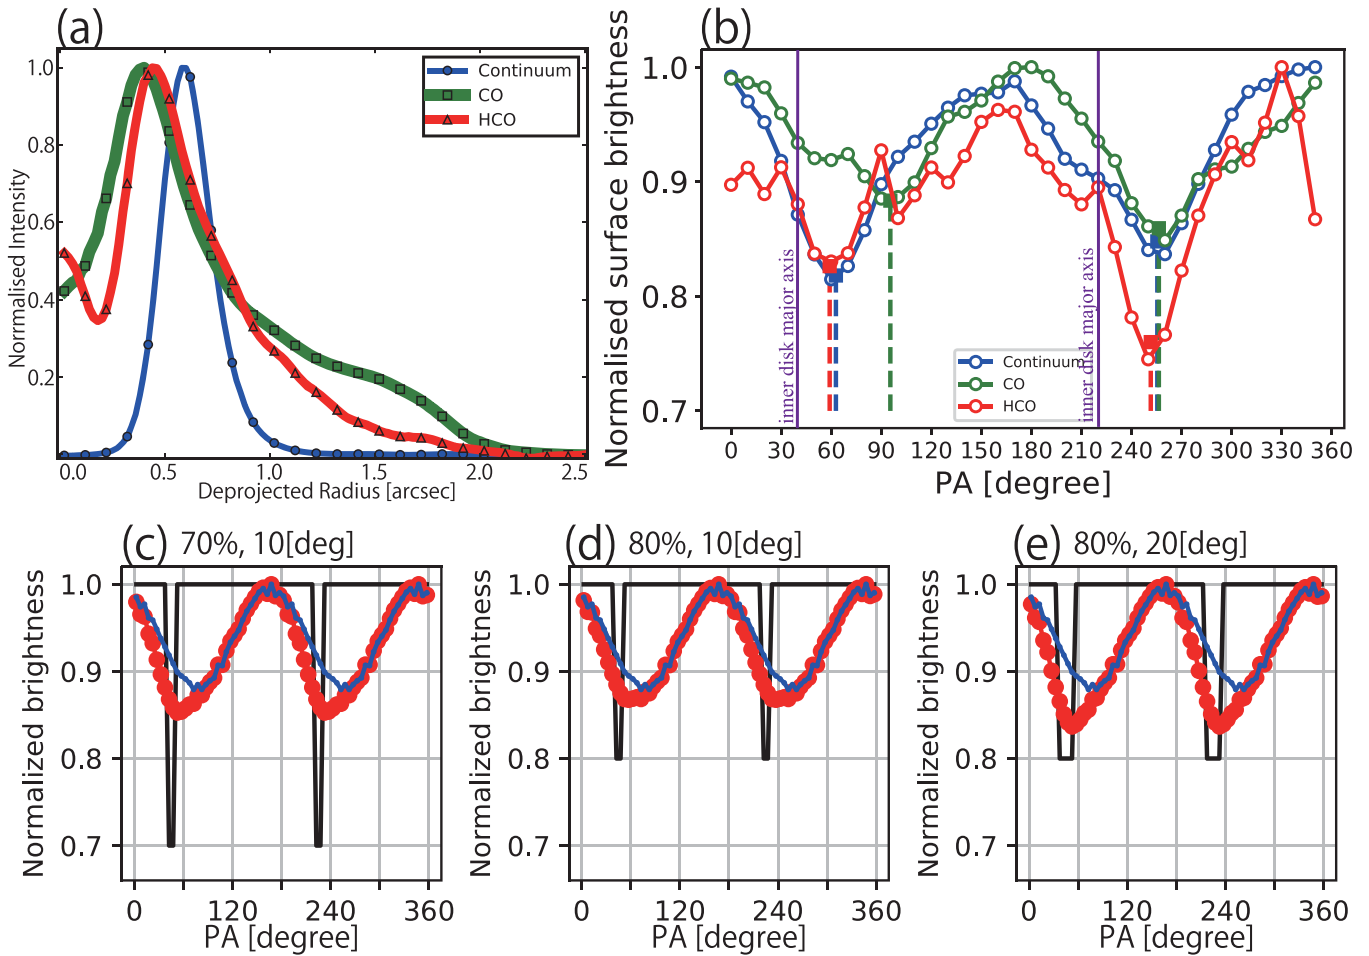 (a)
1.0
0.8
0.6
0.4
0.2
Norrmalised Intensity
Continuum
CO
HCO
0.0 0.5 1.0 1.5 2.0 2.5
Deprojected Radius [arcsec]
(b)
1.0
0.9
0.8
0.7
Normalised surface brightness
inner disk major axis
inner disk major axis
Continuum
CO
HCO
0 30 60 90 120 150 180 210 240 270 300 330 360
PA [degree]
(c) 70%, 10[deg]
1.0
0.9
0.8
0.7
Normalized brightness
0 120 240 360
PA [degree]
(d) 80%, 10[deg]
1.0
0.9
0.8
0.7
Normalized brightness
0 120 240 360
PA [degree]
(e) 80%, 20[deg]
1.0
0.9
0.8
0.7
Normalized brightness
0 120 240 360
PA [degree]